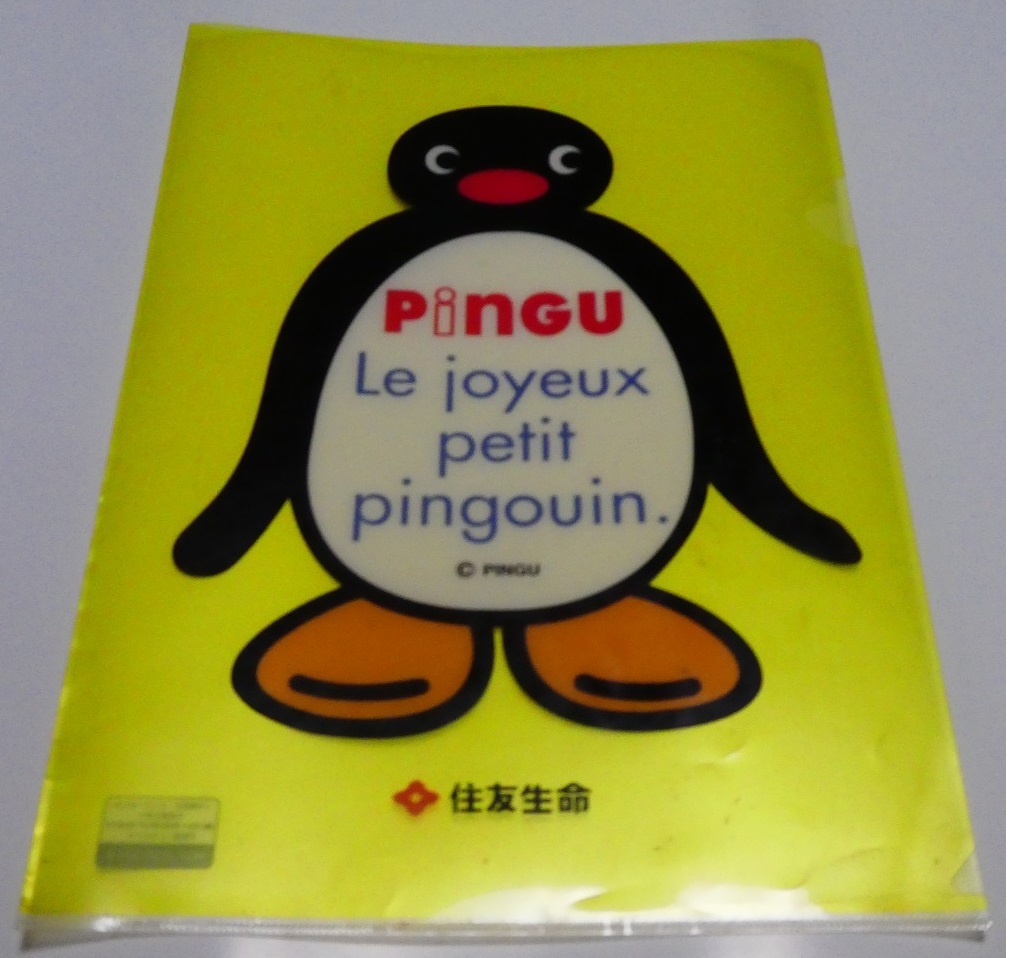 PiNGU
Le joyeux
petit
pingouin.
© PINGU
住友生命